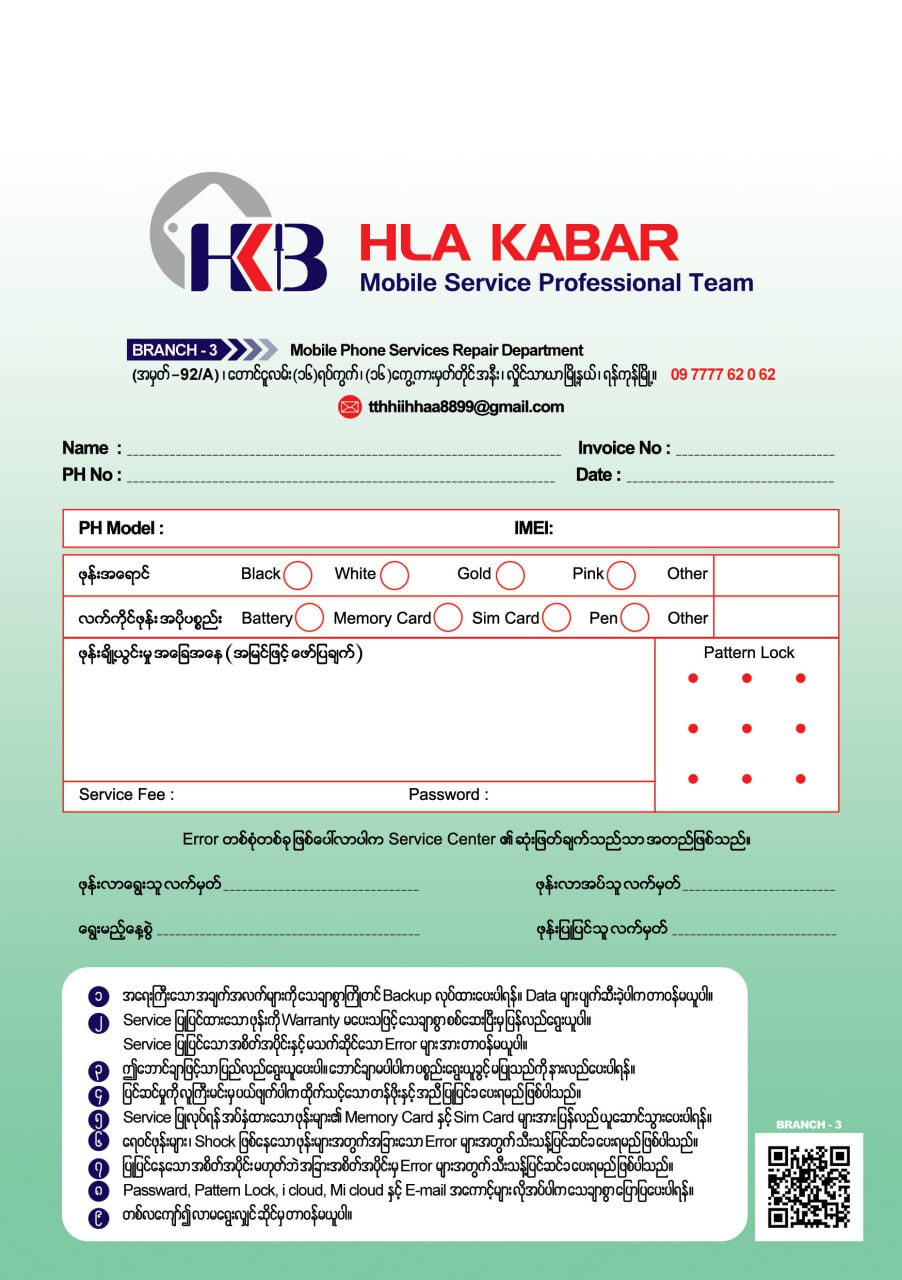 HKB
HLA KABAR
Mobile Service Professional Team
BRANCH - 3 Mobile Phone Services Repair Department
(အမှတ် – 92/A) ၊ တောင်ငူလမ်း (၁၆) ရပ်ကွက် ၊ (၁၆) ကွေ့ကားမှတ်တိုင် အနီး ၊ လှိုင်သာယာမြို့နယ် ၊ ရန်ကုန်မြို့။ 09 7777 62 0 62
tthhiihhaa8899@gmail.com
Name : Invoice No :
PH No : Date :
PH Model : IMEI:
ဖုန်းအရောင် Black White Gold Pink Other
လက်ကိုင်ဖုန်း အပိုပစ္စည်း Battery Memory Card Sim Card Pen Other
ဖုန်းချို့ယွင်းမှု အခြေအနေ ( အမြင်ဖြင့် ဖော်ပြချက် ) Pattern Lock
Service Fee : Password :
Error တစ်စုံတစ်ခု ဖြစ်ပေါ်လာပါက Service Center ၏ ဆုံးဖြတ်ချက်သည်သာ အတည်ဖြစ်သည်။
ဖုန်းလာရွေးသူ လက်မှတ် ဖုန်းလာအပ်သူ လက်မှတ်
ရွေးမည့်နေ့စွဲ ဖုန်းပြုပြင်သူ လက်မှတ်
၁ အရေးကြီးသော အချက်အလက်များကို သေချာစွာကြိုတင် Backup လုပ်ထားပေးပါရန်။ Data များပျက်ဆီးခဲ့ပါက တာဝန်မယူပါ။
၂ Service ပြုပြင်ထားသော ဖုန်းကို Warranty မပေးသဖြင့် သေချာစွာ စစ်ဆေးပြီးမှ ပြန်လည်ရွေးယူပါ။
Service ပြုပြင်သော အစိတ်အပိုင်းနှင့် မသက်ဆိုင်သော Error များအား တာဝန်မယူပါ။
၃ ဤဘောင်ချာဖြင့်သာ ပြည်လည်ရွေးယူပေးပါ။ ဘောင်ချာမပါပါက ပစ္စည်းရွေးယူခွင့် မပြုသည်ကို နားလည်ပေးပါရန်။
၄ ပြင်ဆင်မှုကို လူကြီးမင်းမှ ပယ်ဖျက်ပါက ထိုက်သင့်သော တန်ဖိုးနှင့် အညီ ပြုပြင်ခ ပေးရမည် ဖြစ်ပါသည်။
၅ Service ပြုလုပ်ရန် အပ်နှံထားသော ဖုန်းများ၏ Memory Card နှင့် Sim Card များအား ပြန်လည်ယူဆောင်သွားပေးပါရန်။
၆ ရေဝင်ဖုန်းများ ၊ Shock ဖြစ်နေသော ဖုန်းများအတွက် အခြားသော Error များအတွက် သီးသန့် ပြင်ဆင်ခ ပေးရမည် ဖြစ်ပါသည်။
၇ ပြုပြင်နေသော အစိတ်အပိုင်း မဟုတ်ဘဲ အခြားအစိတ်အပိုင်းမှ Error များအတွက် သီးသန့် ပြင်ဆင်ခ ပေးရမည် ဖြစ်ပါသည်။
၈ Passward, Pattern Lock, i cloud, Mi cloud နှင့် E-mail အကောင့်များ လိုအပ်ပါက သေချာစွာ ပြောပြပေးပါရန်။
၉ တစ်လကျော်၍ လာမရွေးလျှင် ဆိုင်မှ တာဝန်မယူပါ။
BRANCH - 3